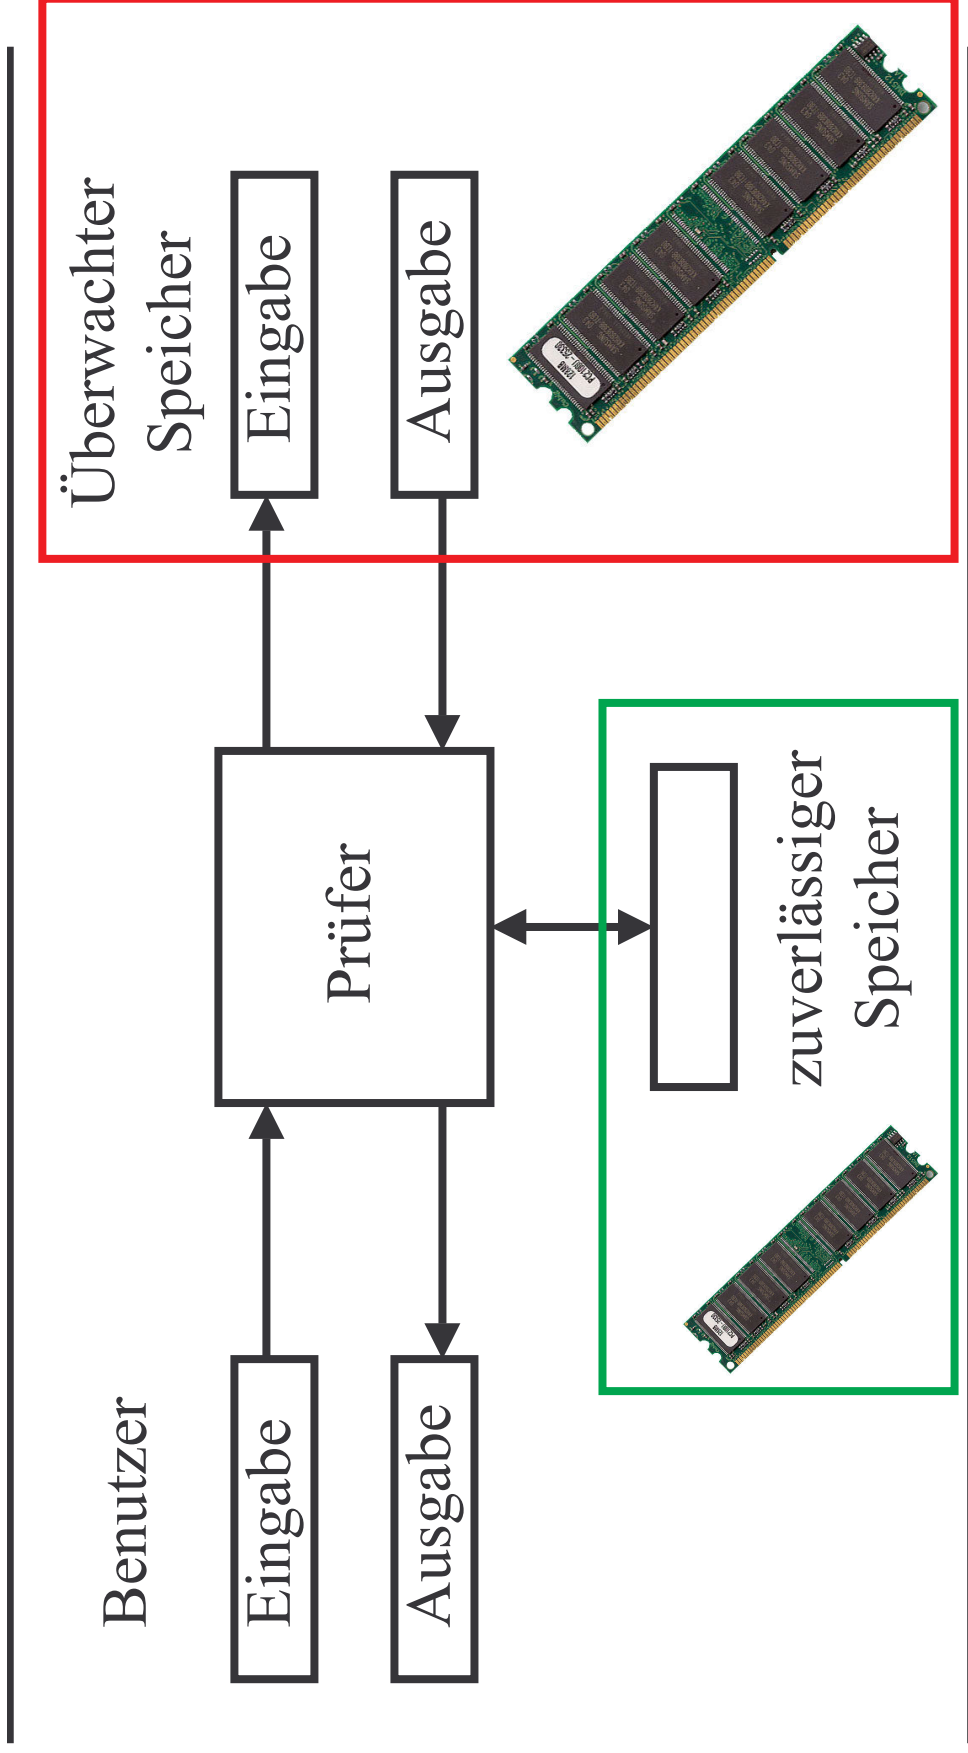 Benutzer
Eingabe
Ausgabe
Prüfer
Überwachter
Speicher
Eingabe
Ausgabe
zuverlässiger
Speicher